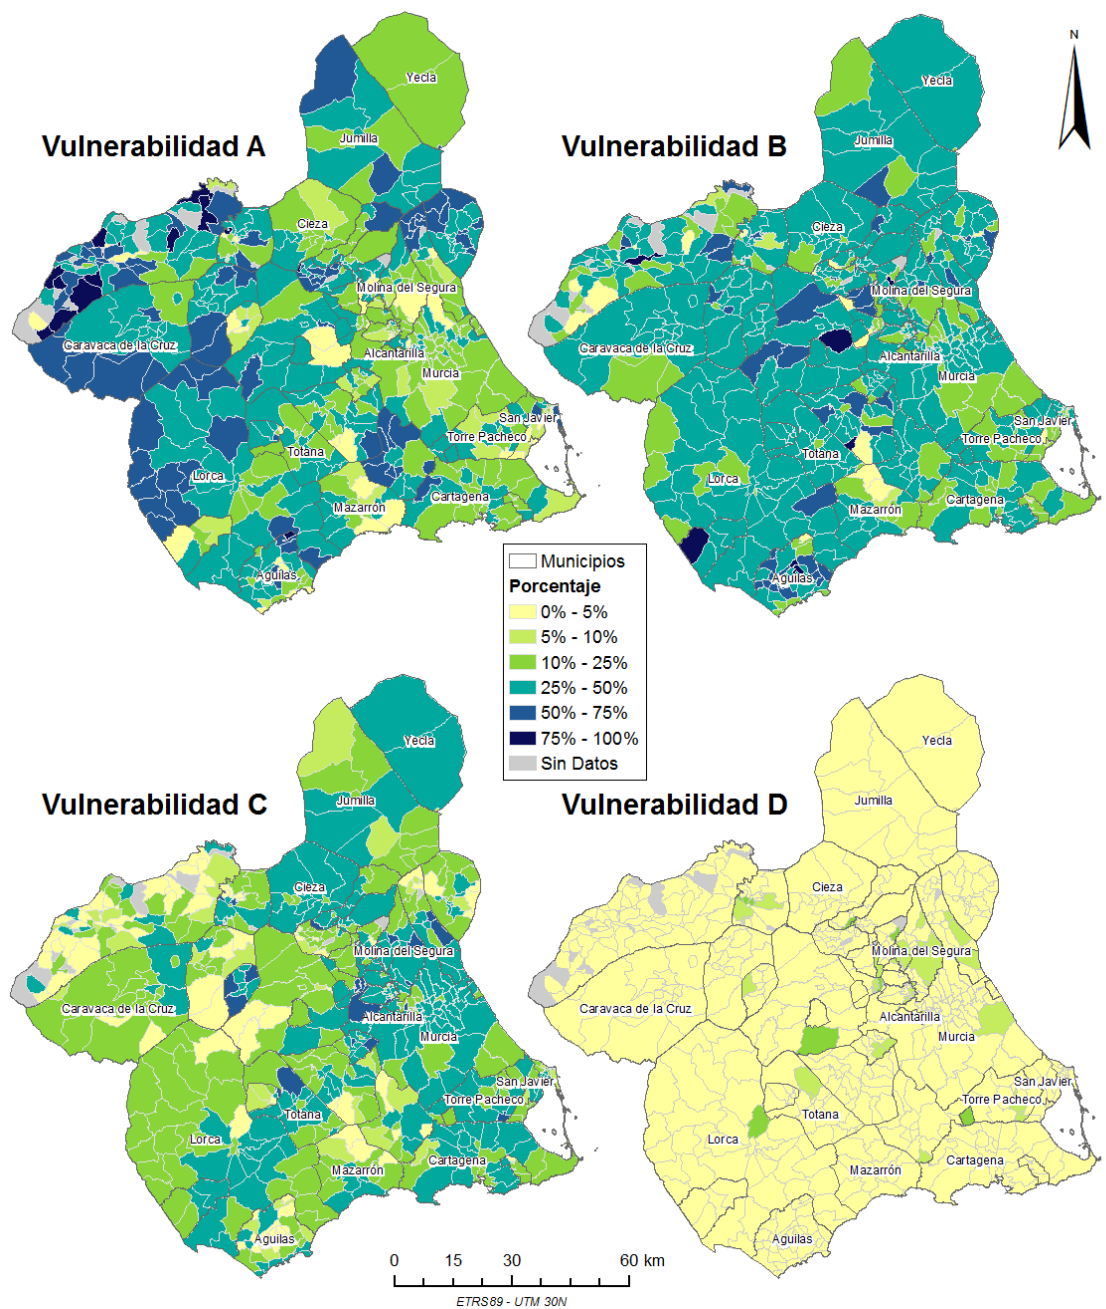 N
Vulnerabilidad A
Yecla
Jumilla
Cieza
Molina del Segura
Caravaca de la Cruz
Alcantarilla
Murcia
San Javier
Torre Pacheco
Totana
Lorca
Cartagena
Mazarrón
Aguilas
Vulnerabilidad B
Yecla
Jumilla
Cieza
Molina del Segura
Caravaca de la Cruz
Alcantarilla
Murcia
San Javier
Torre Pacheco
Totana
Lorca
Cartagena
Mazarrón
Aguilas
Municipios
Porcentaje
0% - 5%
5% - 10%
10% - 25%
25% - 50%
50% - 75%
75% - 100%
Sin Datos
Vulnerabilidad C
Yecla
Jumilla
Cieza
Molina del Segura
Caravaca de la Cruz
Alcantarilla
Murcia
San Javier
Torre Pacheco
Totana
Lorca
Cartagena
Mazarrón
Aguilas
Vulnerabilidad D
Yecla
Jumilla
Cieza
Molina del Segura
Caravaca de la Cruz
Alcantarilla
Murcia
San Javier
Torre Pacheco
Totana
Lorca
Cartagena
Mazarrón
Aguilas
0 15 30 60 km
ETRS89 - UTM 30N